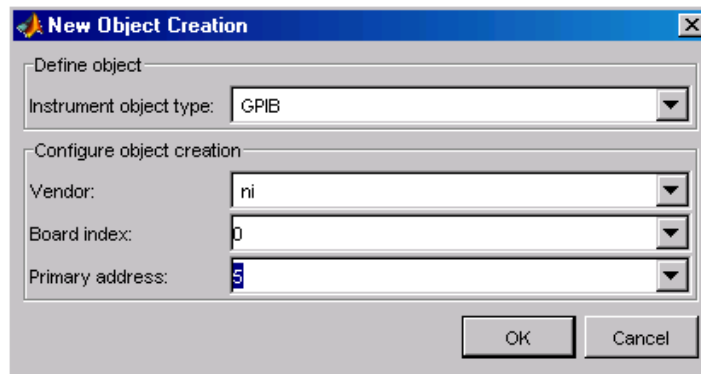 New Object Creation
Define object
Instrument object type: GPIB
Configure object creation
Vendor: ni
Board index: 0
Primary address: 5
OK Cancel